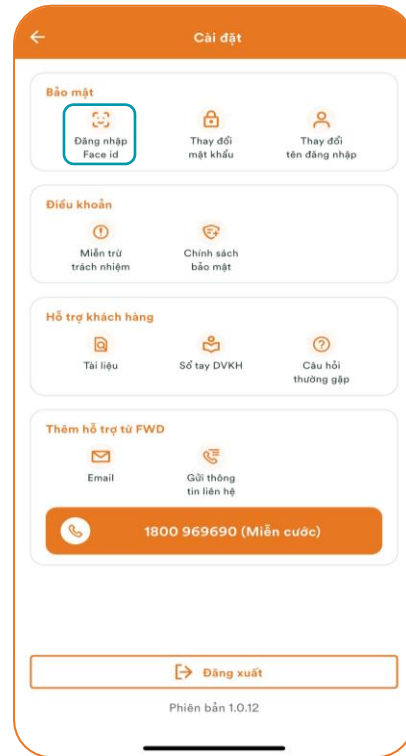 Cài đặt
Bảo mật
Đăng nhập
Face id
Thay đổi
mật khẩu
Thay đổi
tên đăng nhập
Điều khoản
Miễn trừ
trách nhiệm
Chính sách
bảo mật
Hỗ trợ khách hàng
Tài liệu
Sổ tay DVKH
Câu hỏi
thường gặp
Thêm hỗ trợ từ FWD
Email
Gửi thông
tin liên hệ
1800 969690 (Miễn cước)
Đăng xuất
Phiên bản 1.0.12